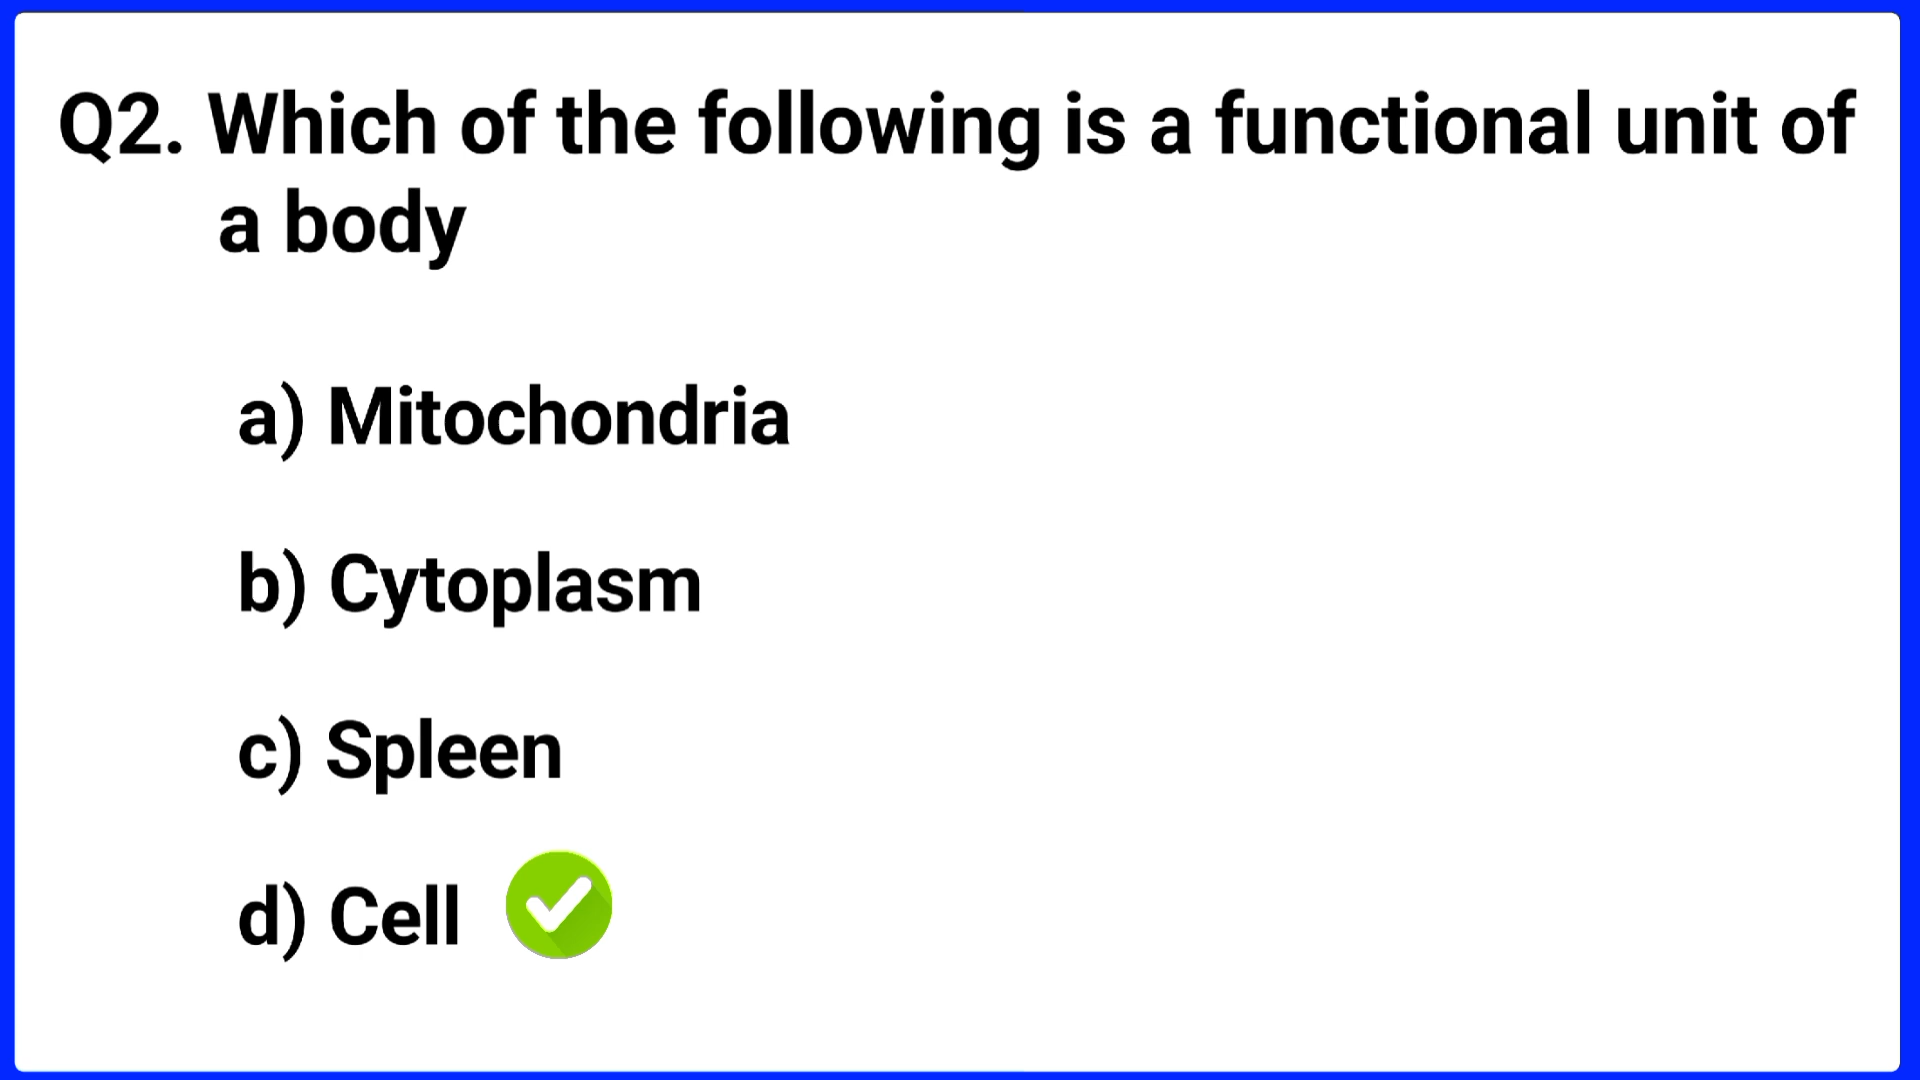 Q2. Which of the following is a functional unit of
a body
a) Mitochondria
b) Cytoplasm
c) Spleen
d) Cell